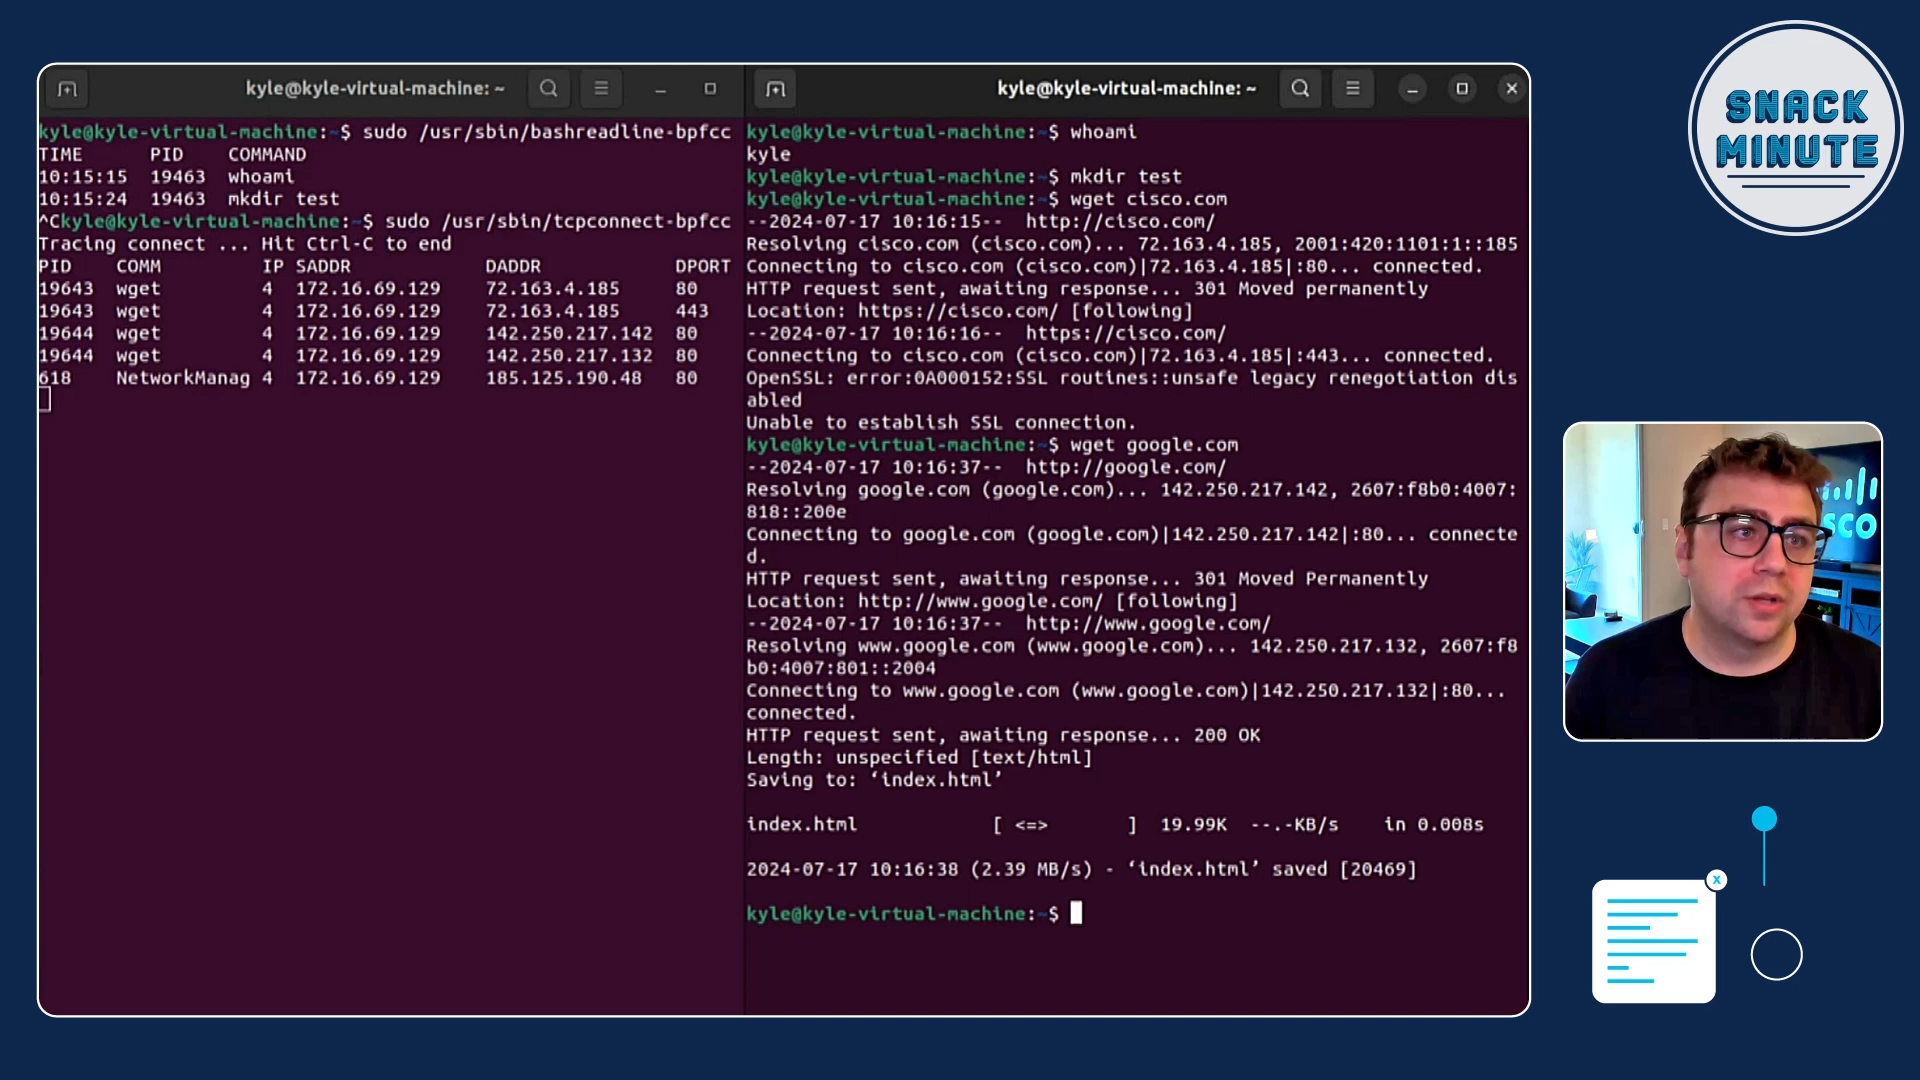 kyle@kyle-virtual-machine: ~
kyle@kyle-virtual-machine:~$ sudo /usr/sbin/bashreadline-bpfcc
TIME      PID    COMMAND
10:15:15  19463  whoami
10:15:24  19463  mkdir test
^Ckyle@kyle-virtual-machine:~$ sudo /usr/sbin/tcpconnect-bpfcc
Tracing connect ... Hit Ctrl-C to end
PID    COMM         IP SADDR            DADDR            DPORT
19643  wget         4  172.16.69.129    72.163.4.185     80
19643  wget         4  172.16.69.129    72.163.4.185     443
19644  wget         4  172.16.69.129    142.250.217.142  80
19644  wget         4  172.16.69.129    142.250.217.132  80
618    NetworkManag 4  172.16.69.129    185.125.190.48   80
kyle@kyle-virtual-machine: ~
kyle@kyle-virtual-machine:~$ whoami
kyle
kyle@kyle-virtual-machine:~$ mkdir test
kyle@kyle-virtual-machine:~$ wget cisco.com
--2024-07-17 10:16:15--  http://cisco.com/
Resolving cisco.com (cisco.com)... 72.163.4.185, 2001:420:1101:1::185
Connecting to cisco.com (cisco.com)|72.163.4.185|:80... connected.
HTTP request sent, awaiting response... 301 Moved permanently
Location: https://cisco.com/ [following]
--2024-07-17 10:16:16--  https://cisco.com/
Connecting to cisco.com (cisco.com)|72.163.4.185|:443... connected.
OpenSSL: error:0A000152:SSL routines::unsafe legacy renegotiation dis
abled
Unable to establish SSL connection.
kyle@kyle-virtual-machine:~$ wget google.com
--2024-07-17 10:16:37--  http://google.com/
Resolving google.com (google.com)... 142.250.217.142, 2607:f8b0:4007:
818::200e
Connecting to google.com (google.com)|142.250.217.142|:80... connecte
d.
HTTP request sent, awaiting response... 301 Moved Permanently
Location: http://www.google.com/ [following]
--2024-07-17 10:16:37--  http://www.google.com/
Resolving www.google.com (www.google.com)... 142.250.217.132, 2607:f8
b0:4007:801::2004
Connecting to www.google.com (www.google.com)|142.250.217.132|:80...
connected.
HTTP request sent, awaiting response... 200 OK
Length: unspecified [text/html]
Saving to: ‘index.html’
index.html            [ <=>       ]  19.99K  --.-KB/s    in 0.008s
2024-07-17 10:16:38 (2.39 MB/s) - ‘index.html’ saved [20469]
kyle@kyle-virtual-machine:~$
SNACK
MINUTE
sco
x